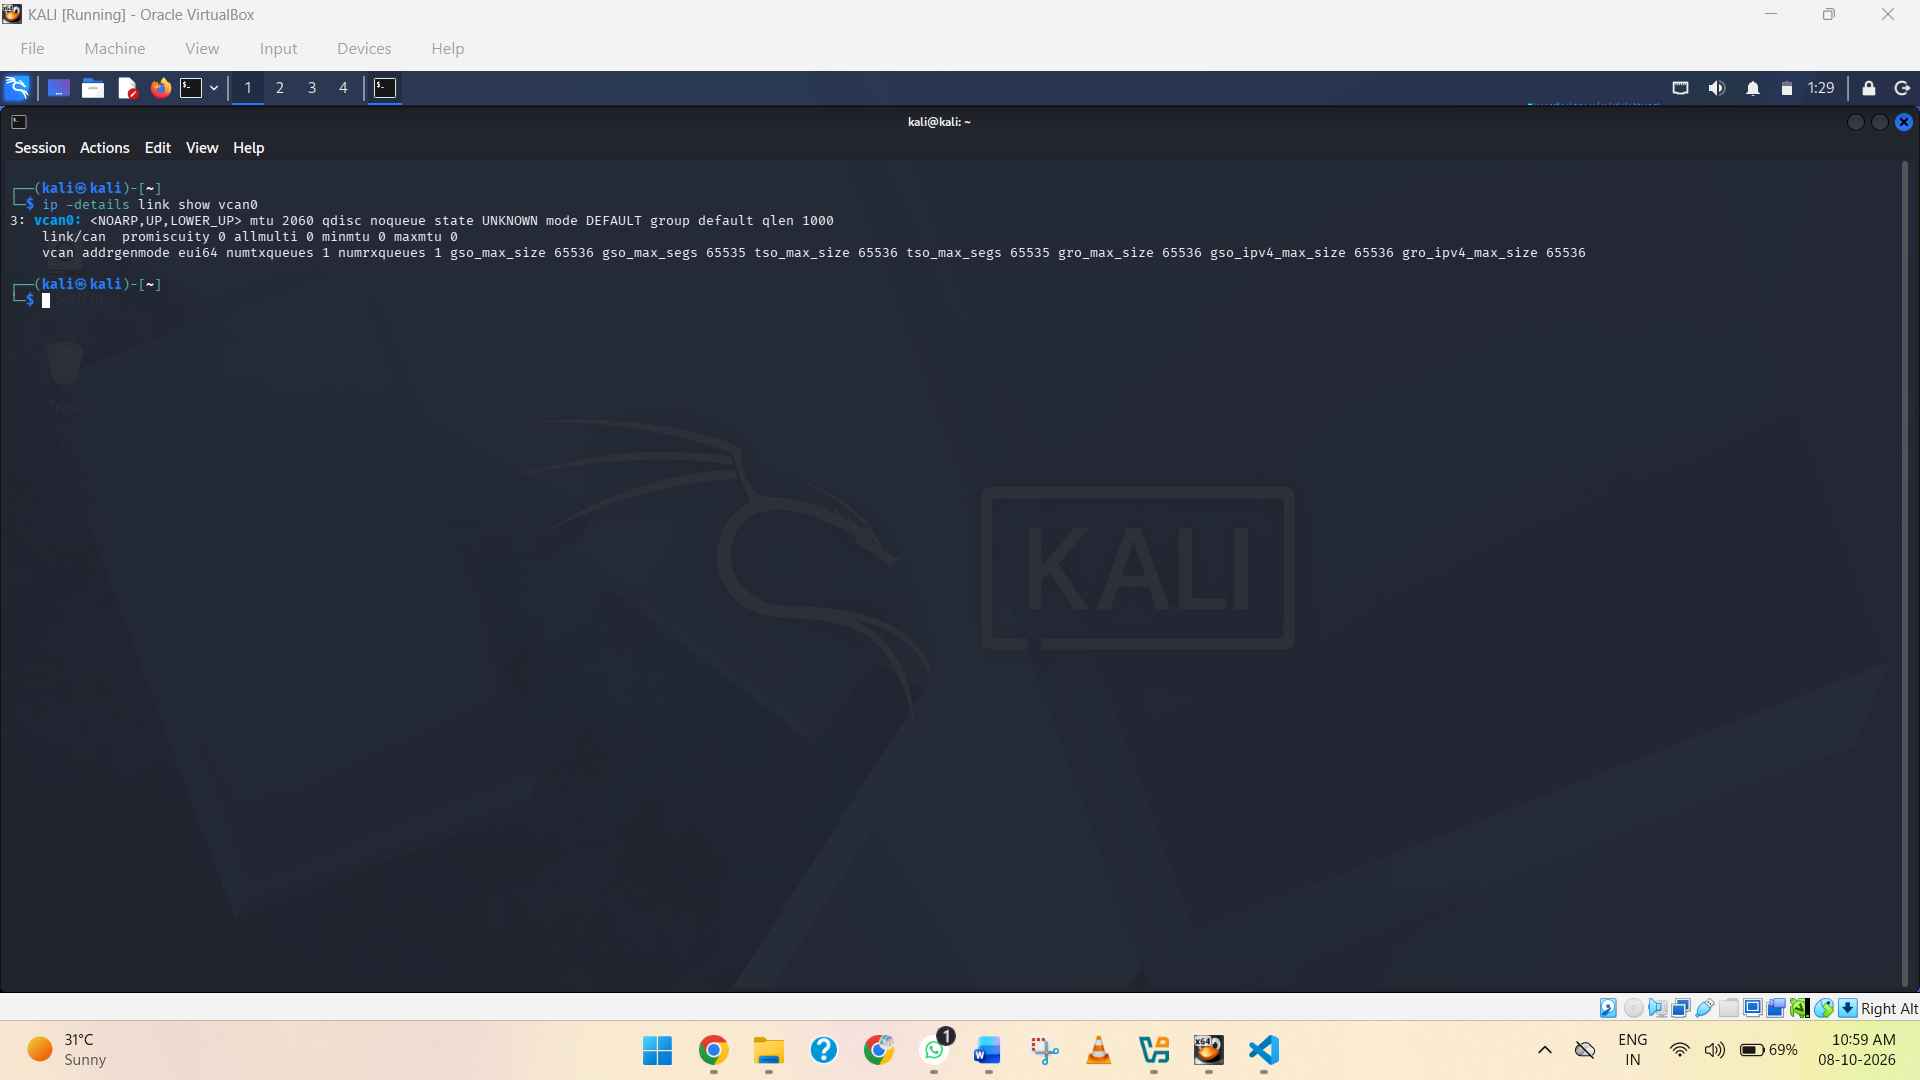 KALI [Running] - Oracle VirtualBox
File Machine View Input Devices Help
1 2 3 4 1:29
kali@kali: ~
Session Actions Edit View Help
┌──(kali㉿kali)-[~]
└─$ ip -details link show vcan0
3: vcan0: <NOARP,UP,LOWER_UP> mtu 2060 qdisc noqueue state UNKNOWN mode DEFAULT group default qlen 1000
link/can promiscuity 0 allmulti 0 minmtu 0 maxmtu 0
vcan addrgenmode eui64 numtxqueues 1 numrxqueues 1 gso_max_size 65536 gso_max_segs 65535 tso_max_size 65536 tso_max_segs 65535 gro_max_size 65536 gso_ipv4_max_size 65536 gro_ipv4_max_size 65536
┌──(kali㉿kali)-[~]
└─$
System
Trash
KALI
Right Alt
31°C
Sunny
1
ENG
IN
69%
10:59 AM
08-10-2026